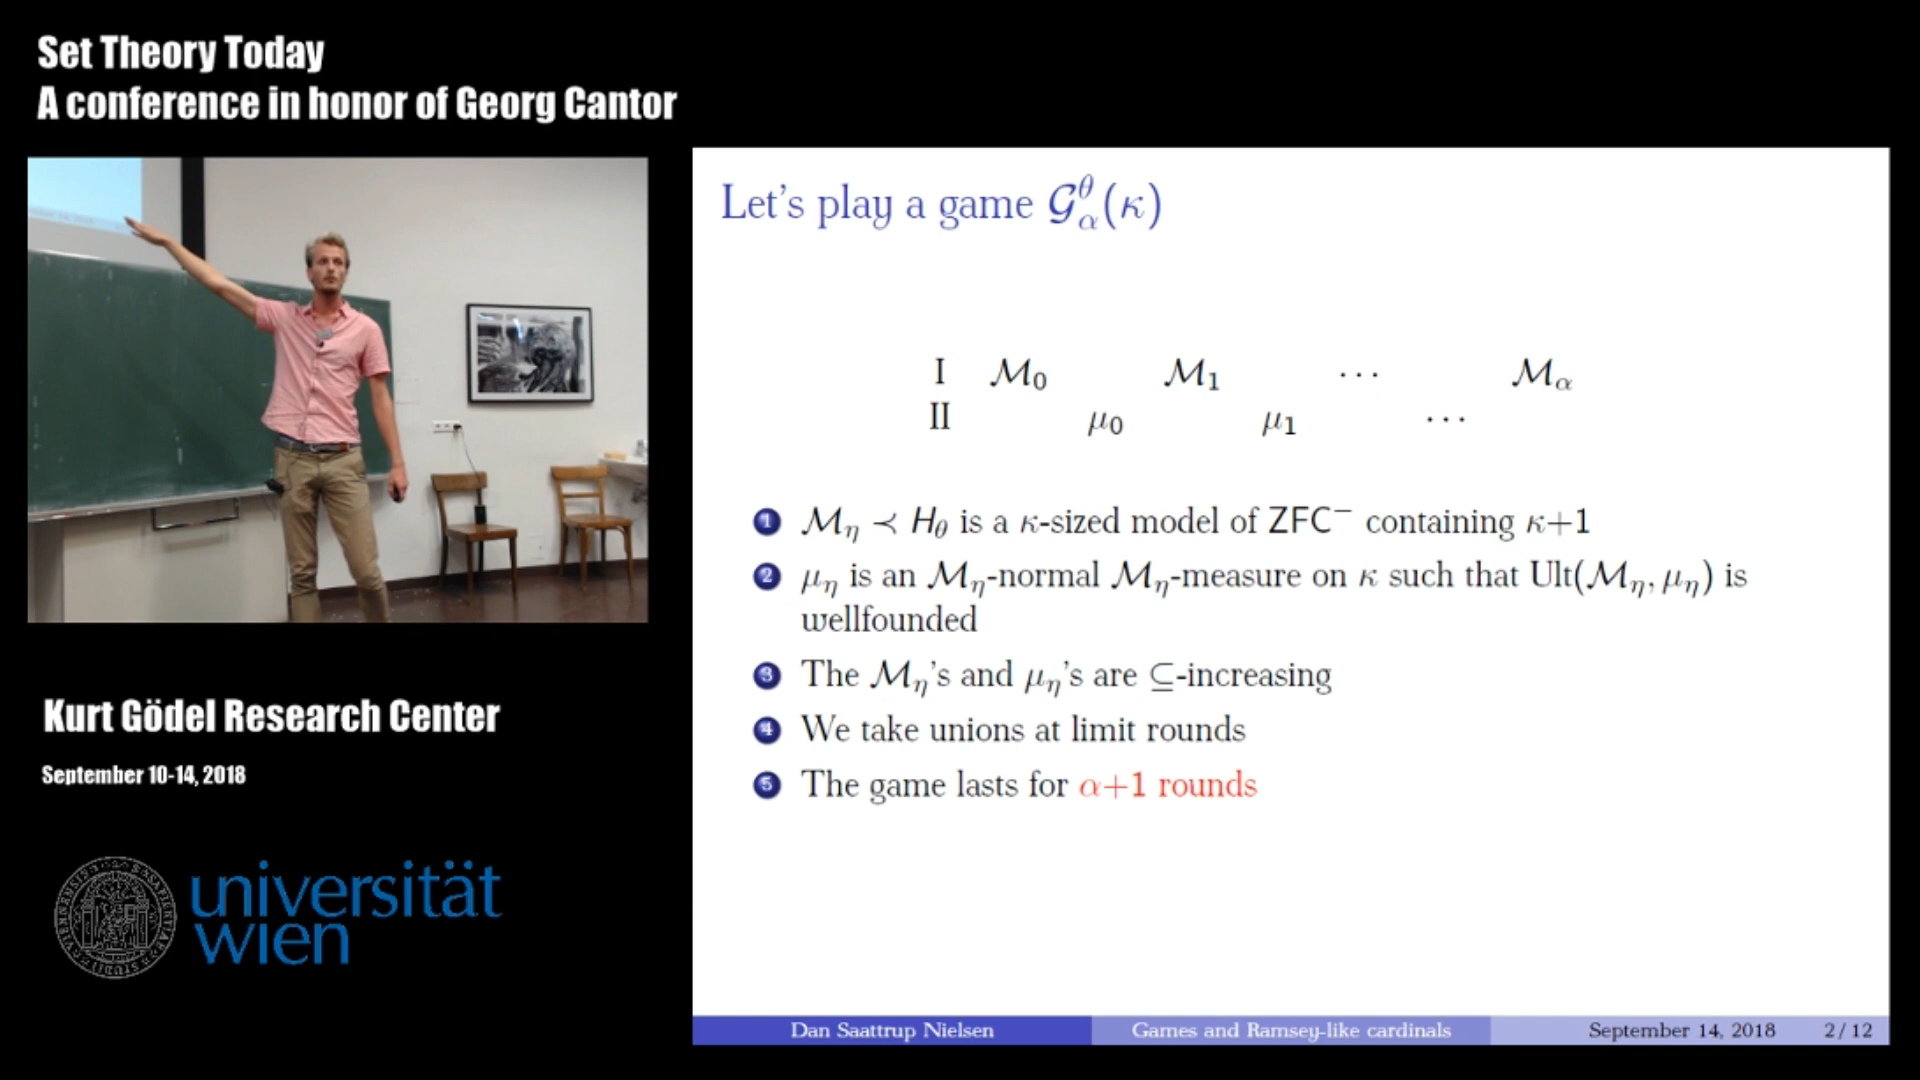 Set Theory Today
A conference in honor of Georg Cantor
Let's play a game 𝒢^θ_α(κ)
I ℳ₀ ℳ₁ ⋯ ℳ_α
II μ₀ μ₁ ⋯
1 ℳ_η ≺ H_θ is a κ-sized model of ZFC⁻ containing κ+1
2 μ_η is an ℳ_η-normal ℳ_η-measure on κ such that Ult(ℳ_η, μ_η) is
wellfounded
3 The ℳ_η's and μ_η's are ⊆-increasing
4 We take unions at limit rounds
5 The game lasts for α+1 rounds
Kurt Gödel Research Center
September 10-14, 2018
universität
wien
Dan Saattrup Nielsen Games and Ramsey-like cardinals September 14, 2018 2 / 12